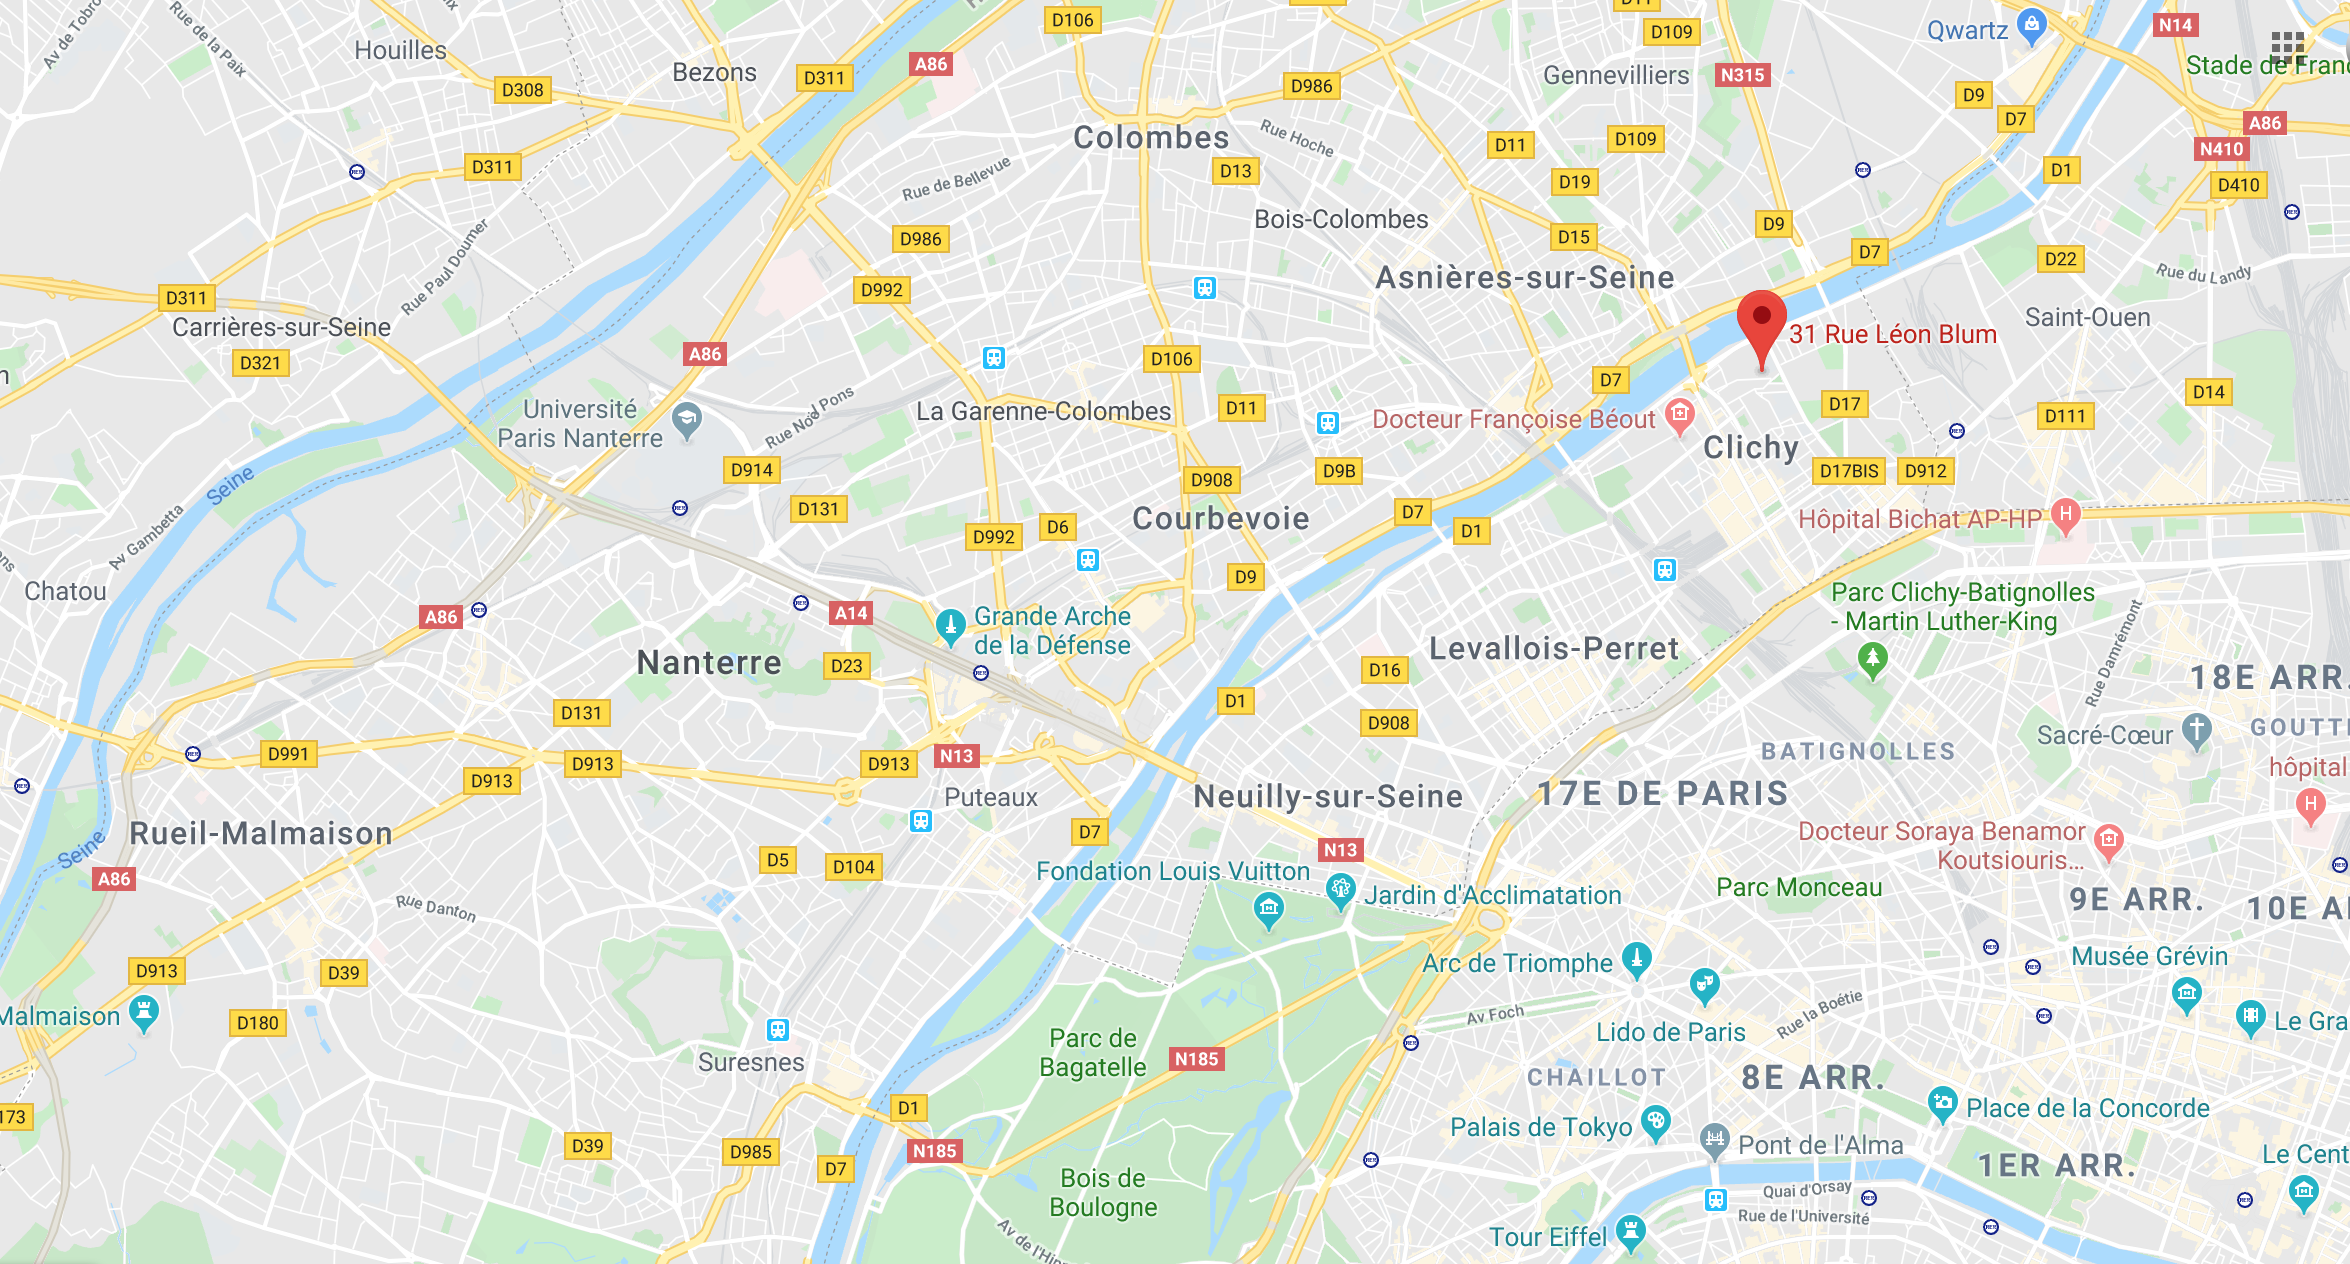 Av de Tobro
Rue de la Paix
Houilles
D308
D311
Bezons
D311
A86
D106
D986
D11
D109
Gennevilliers
N315
Qwartz
N14
Stade de Franc
D9
D7
A86
N410
D410
D1
D311
Colombes
Rue Hoche
D13
D11
D109
D19
Rue de Bellevue
Bois-Colombes
D9
D15
D7
D22
Rue du Landy
D986
D992
Rue Paul Doumer
D311
Carrières-sur-Seine
D321
A86
Asnières-sur-Seine
31 Rue Léon Blum
Saint-Ouen
D106
D7
D14
D17
D111
Université
Paris Nanterre
Rue Noël Pons
La Garenne-Colombes
D11
Docteur Françoise Béout
Clichy
D17BIS
D912
D914
D908
D9B
Seine
Av Gambetta
D131
D992
D6
Courbevoie
D7
D1
Hôpital Bichat AP-HP
Chatou
A86
A14
D9
Parc Clichy-Batignolles
- Martin Luther-King
Grande Arche
de la Défense
Nanterre
D23
D16
Levallois-Perret
Rue Damrémont
18E ARR.
D131
D1
D908
Sacré-Cœur
GOUTT
BATIGNOLLES
D991
D913
D913
D913
N13
Puteaux
Neuilly-sur-Seine
17E DE PARIS
hôpital
Rueil-Malmaison
Seine
A86
D7
D5
D104
N13
Docteur Soraya Benamor
Koutsiouris...
Fondation Louis Vuitton
Jardin d'Acclimatation
Parc Monceau
9E ARR.
10E A
Rue Danton
D913
D39
Arc de Triomphe
Musée Grévin
Malmaison
D180
Av Foch
Lido de Paris
Rue la Boétie
Le Gra
Suresnes
Parc de
Bagatelle
N185
CHAILLOT
8E ARR.
Place de la Concorde
173
D39
D985
D1
N185
D7
Palais de Tokyo
Pont de l'Alma
1ER ARR.
Le Cent
Bois de
Boulogne
Quai d'Orsay
Rue de l'Université
Av de l'Hip
Tour Eiffel